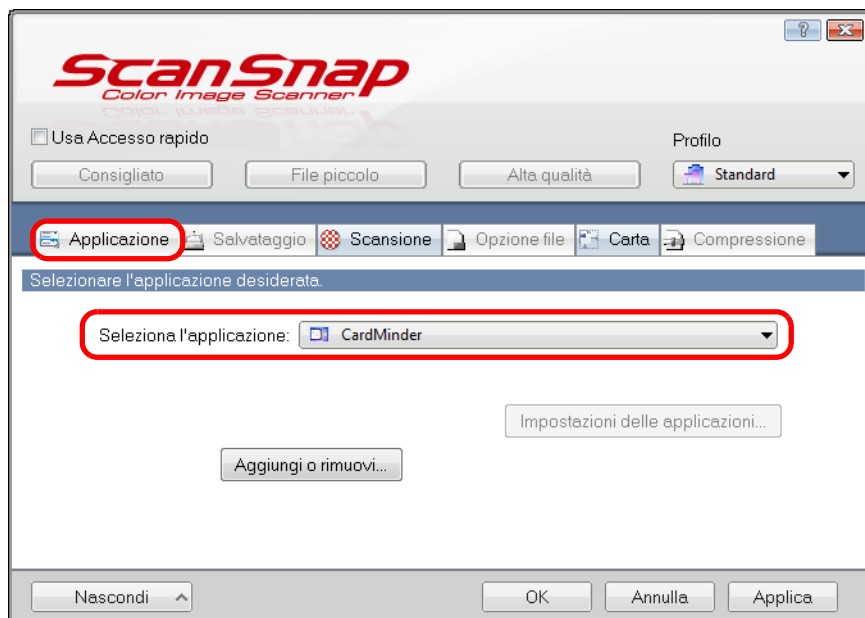 ScanSnap
Color Image Scanner
Usa Accesso rapido
Profilo
Consigliato File piccolo Alta qualità Standard
Applicazione Salvataggio Scansione Opzione file Carta Compressione
Selezionare l'applicazione desiderata.
Seleziona l'applicazione: CardMinder
Impostazioni delle applicazioni...
Aggiungi o rimuovi...
Nascondi OK Annulla Applica